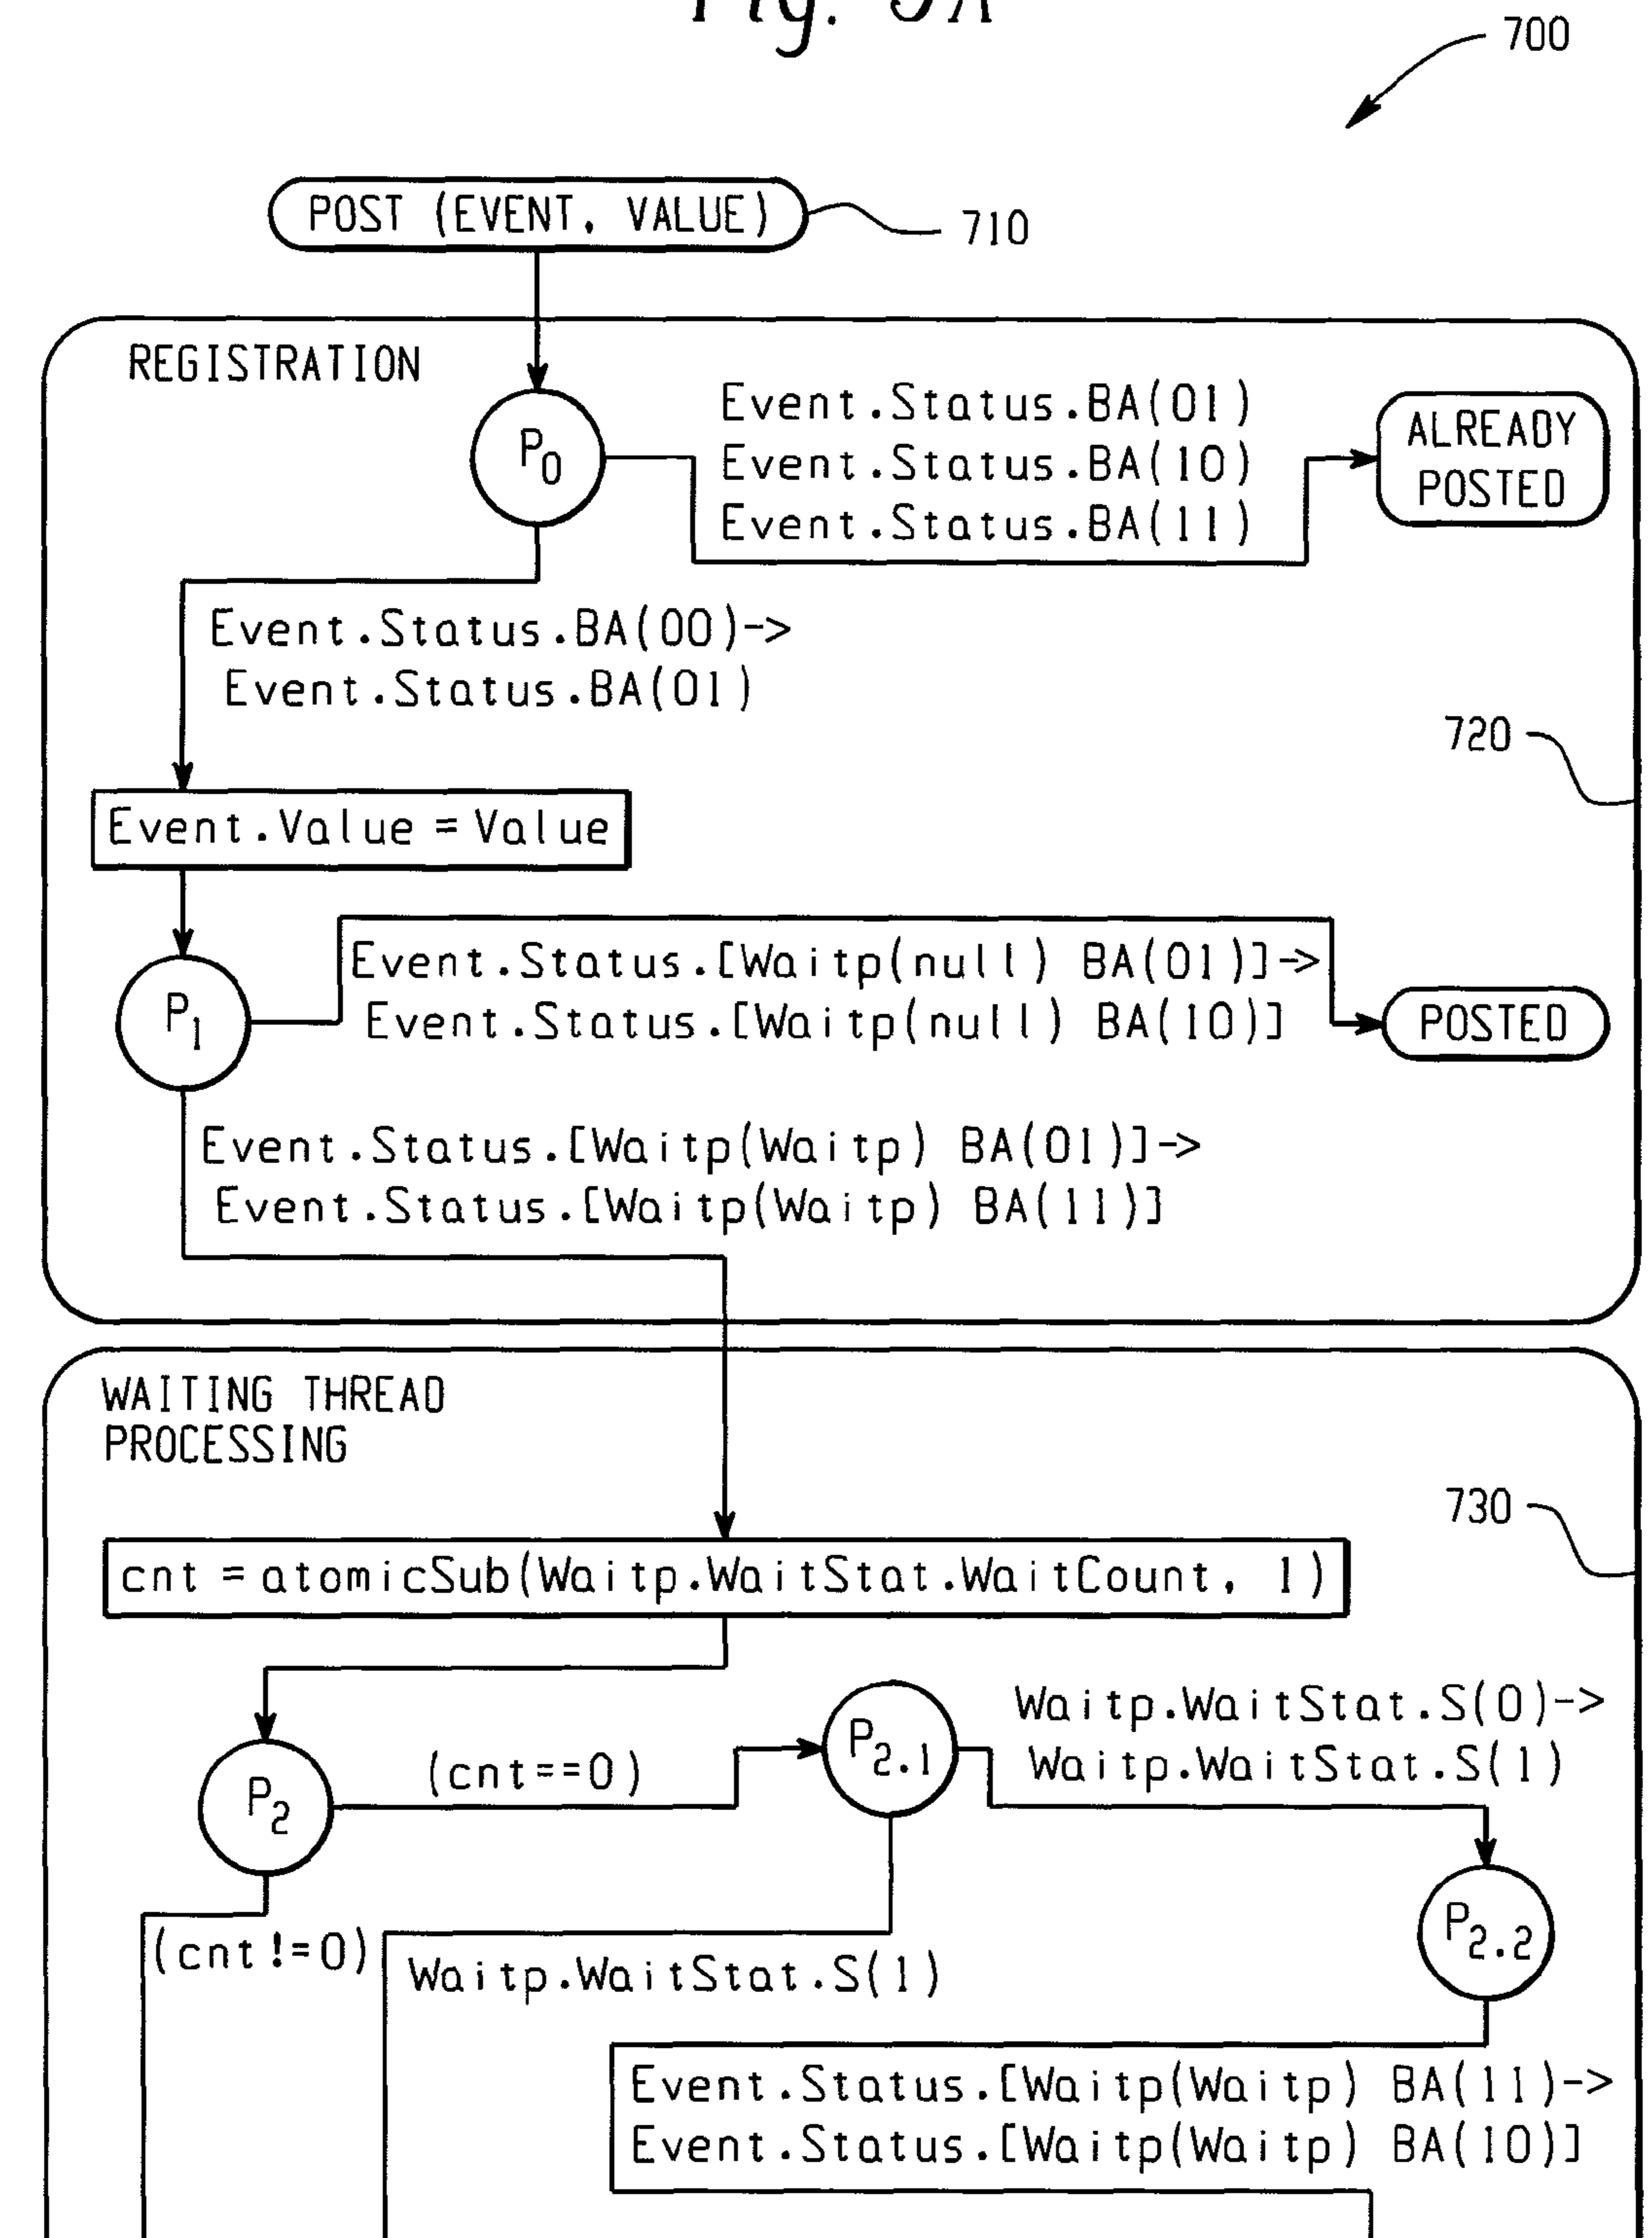 700
POST (EVENT, VALUE)
710
REGISTRATION
P0
Event.Status.BA(01)
Event.Status.BA(10)
Event.Status.BA(11)
ALREADY
POSTED
Event.Status.BA(00)->
Event.Status.BA(01)
720
Event.Value = Value
P1
Event.Status.[Waitp(null) BA(01)]->
Event.Status.[Waitp(null) BA(10)]
POSTED
Event.Status.[Waitp(Waitp) BA(01)]->
Event.Status.[Waitp(Waitp) BA(11)]
WAITING THREAD
PROCESSING
730
cnt = atomicSub(Waitp.WaitStat.WaitCount, 1)
P2
(cnt==0)
P2.1
Waitp.WaitStat.S(0)->
Waitp.WaitStat.S(1)
P2.2
(cnt!=0)
Waitp.WaitStat.S(1)
Event.Status.[Waitp(Waitp) BA(11)->
Event.Status.[Waitp(Waitp) BA(10)]